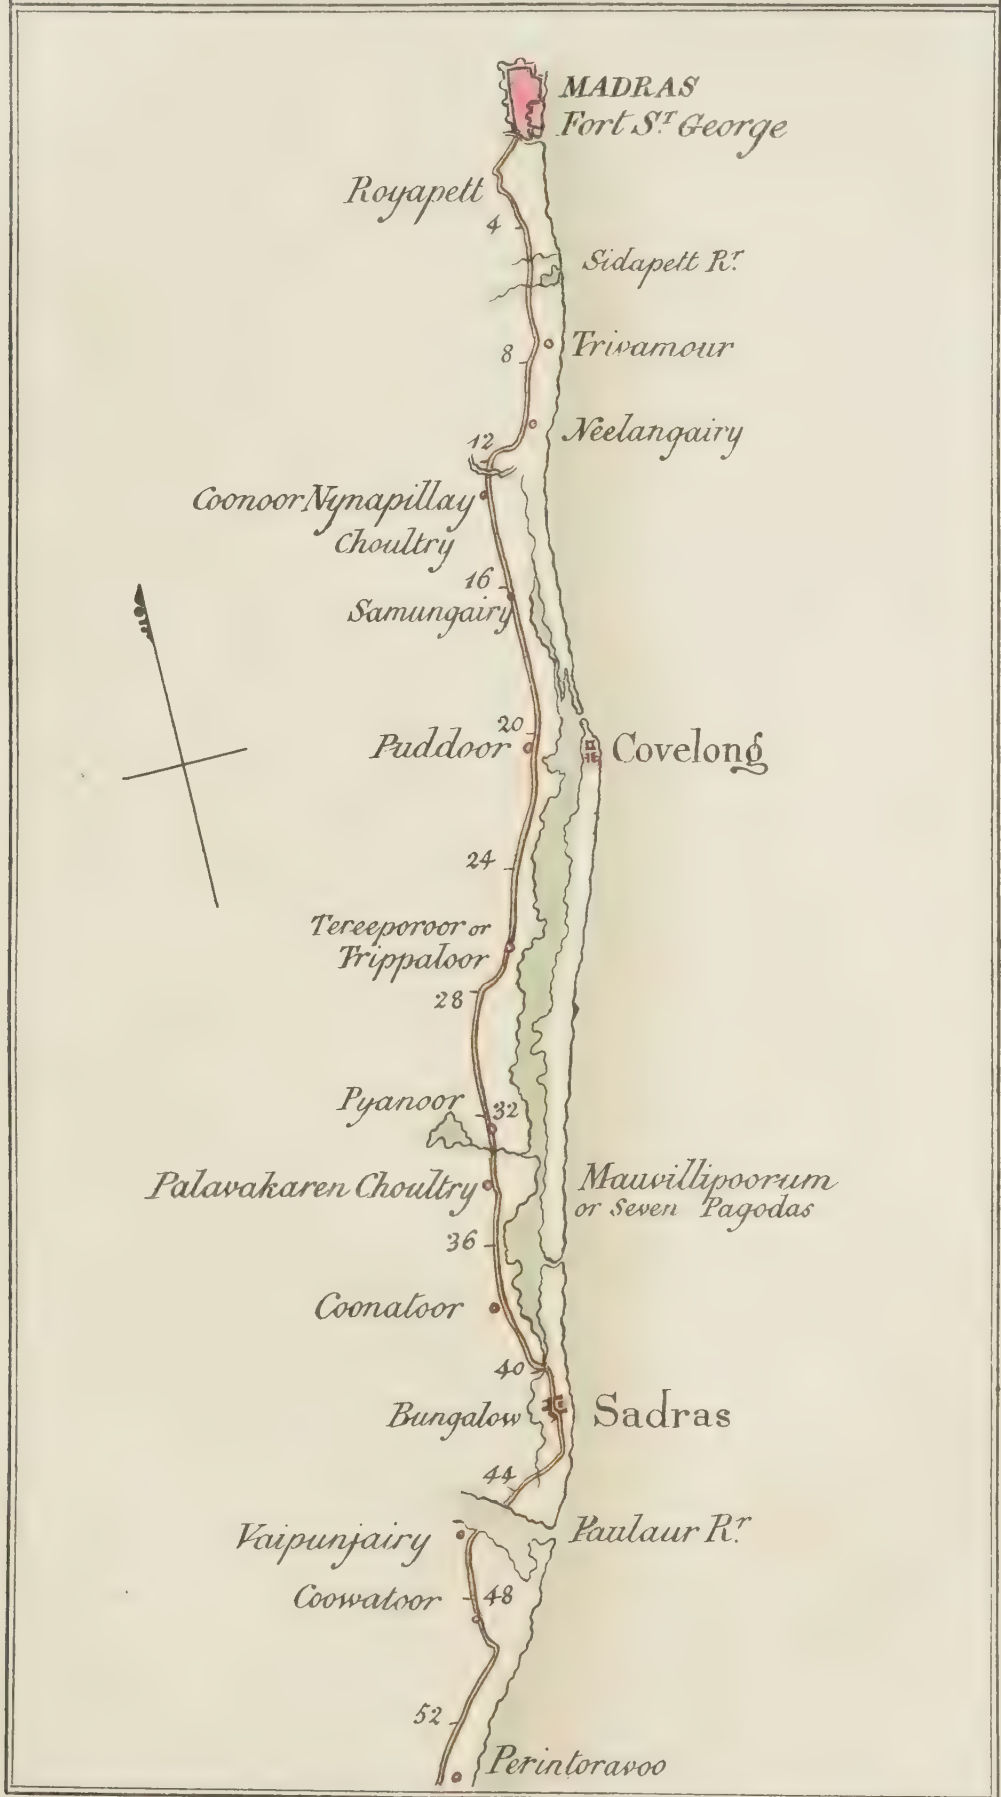 MADRAS
Fort St. George
Royapett
4
Sidapett Rr.
Trivamour
8
Neelangairy
12
Coonoor Nynapillay
Choultry
16
Samungairy
20
Puddoor
Covelong
24
Tereeporoor or
Trippaloor
28
Pyanoor
32
Palavakaren Choultry
Mauvillipoorum
or Seven Pagodas
36
Coonatoor
40
Bungalow
Sadras
44
Vaipunjairy
Paulaur Rr.
Coowatoor
48
52
Perintoravoo